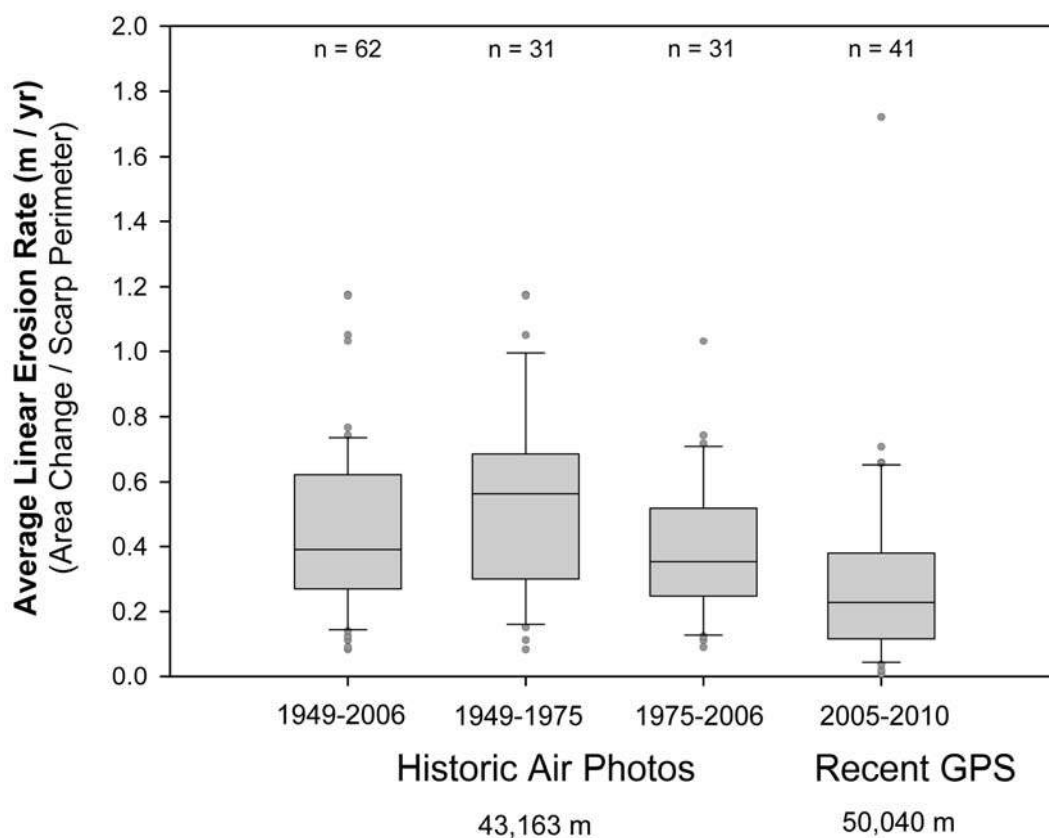 Average Linear Erosion Rate (m / yr)
(Area Change / Scarp Perimeter)
2.0
1.8
1.6
1.4
1.2
1.0
0.8
0.6
0.4
0.2
0.0
n = 62 n = 31 n = 31 n = 41
1949-2006 1949-1975 1975-2006 2005-2010
Historic Air Photos Recent GPS
43,163 m 50,040 m